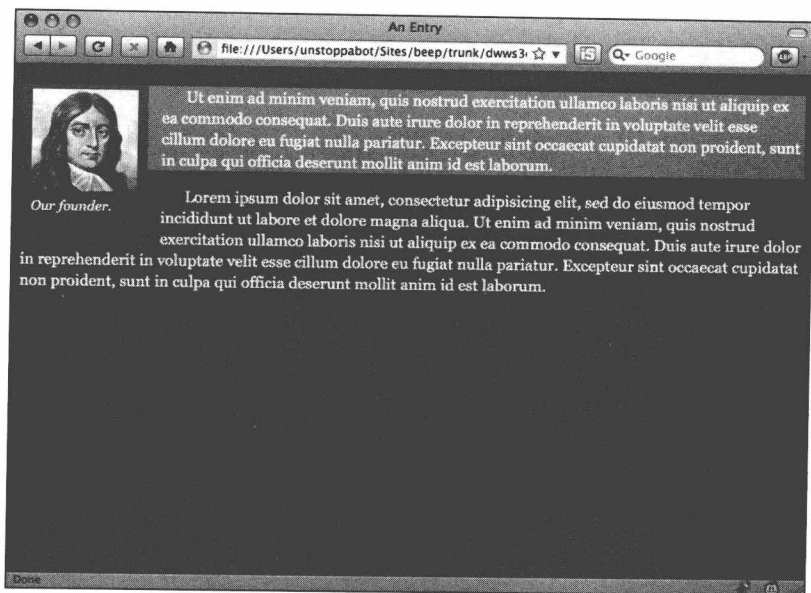 An Entry
file:///Users/unstoppabot/Sites/beep/trunk/dwws3
Google
Ut enim ad minim veniam, quis nostrud exercitation ullamco laboris nisi ut aliquip ex
ea commodo consequat. Duis aute irure dolor in reprehenderit in voluptate velit esse
cillum dolore eu fugiat nulla pariatur. Excepteur sint occaecat cupidatat non proident, sunt
in culpa qui officia deserunt mollit anim id est laborum.
Our founder.
Lorem ipsum dolor sit amet, consectetur adipisicing elit, sed do eiusmod tempor
incididunt ut labore et dolore magna aliqua. Ut enim ad minim veniam, quis nostrud
exercitation ullamco laboris nisi ut aliquip ex ea commodo consequat. Duis aute irure dolor
in reprehenderit in voluptate velit esse cillum dolore eu fugiat nulla pariatur. Excepteur sint occaecat cupidatat
non proident, sunt in culpa qui officia deserunt mollit anim id est laborum.
Done